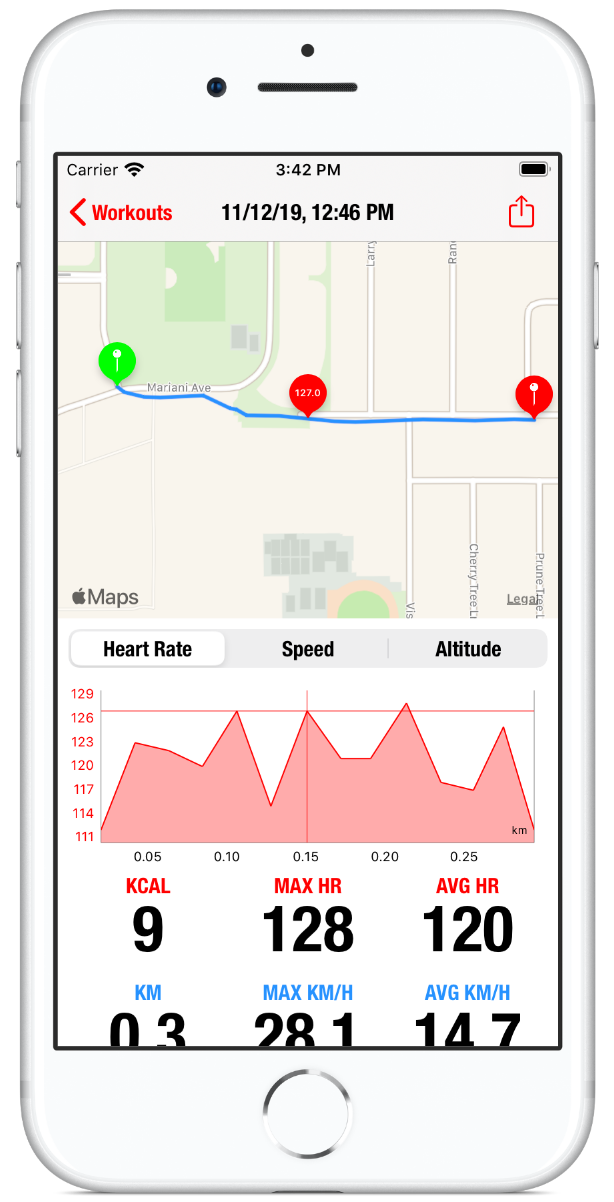 Carrier 3:42 PM
Workouts 11/12/19, 12:46 PM
Larry
Mariani Ave
127.0
Cherry Tree
Prune Tree
Vis
Maps
Legal
Heart Rate Speed Altitude
129
126
123
120
117
114
111
km
0.05 0.10 0.15 0.20 0.25
KCAL MAX HR AVG HR
9 128 120
KM MAX KM/H AVG KM/H
0.3 28.1 14.7